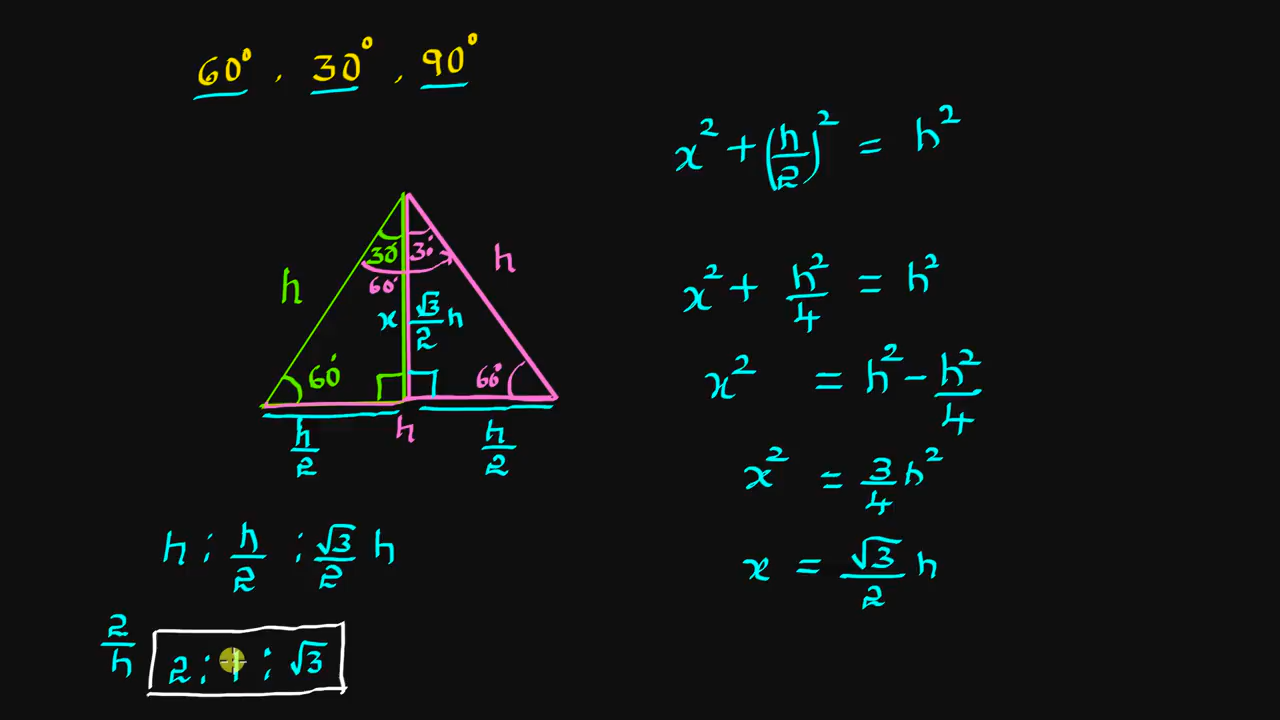 60° , 30° , 90°
x² + (h/2)² = h²
30° 30°
h h
60°
x √3/2 h
x² + h²/4 = h²
60° 60°
x² = h² - h²/4
h/2 h h/2
x² = 3/4 h²
h : h/2 : √3/2 h
x = √3/2 h
2/h 2 : 1 : √3